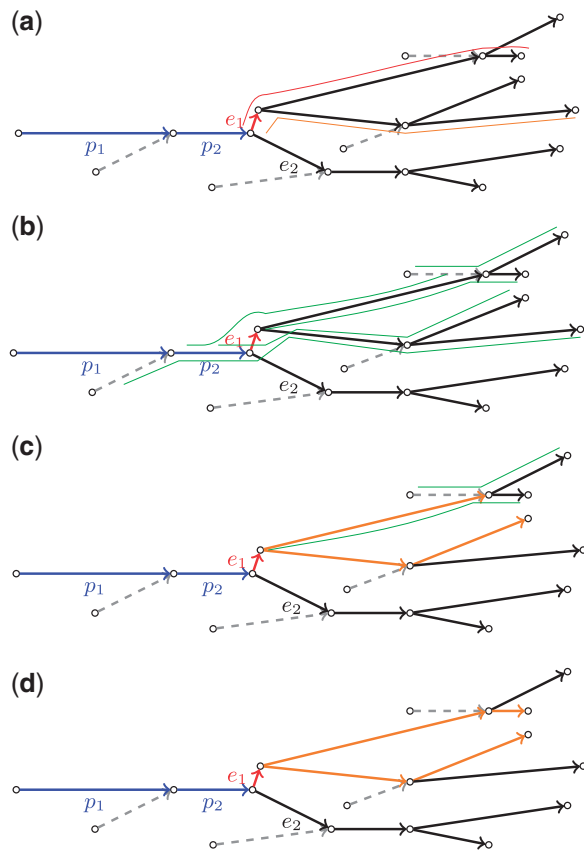 (a)
e₁
p₁ p₂ e₂
(b)
e₁
p₁ p₂
e₂
(c)
e₁
p₁ p₂
e₂
(d)
e₁
p₁ p₂
e₂